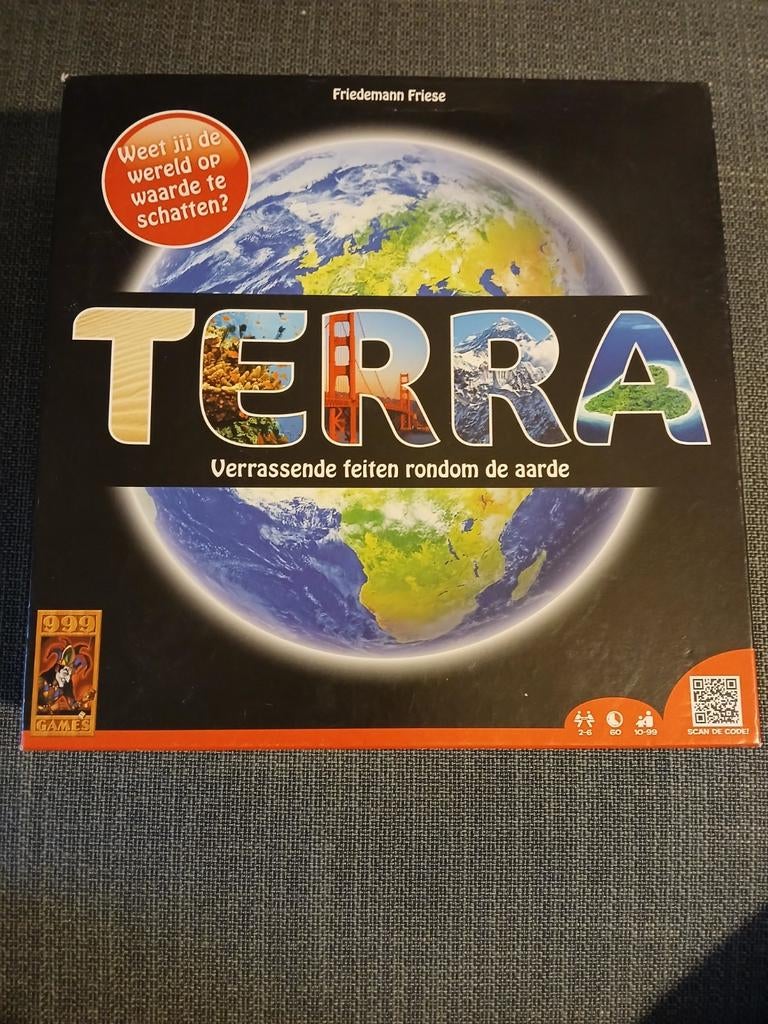 Friedemann Friese
Weet jij de
wereld op
waarde te
schatten?
TERRA
Verrassende feiten rondom de aarde
999
GAMES
2-6
60
10-99
SCAN DE CODE!